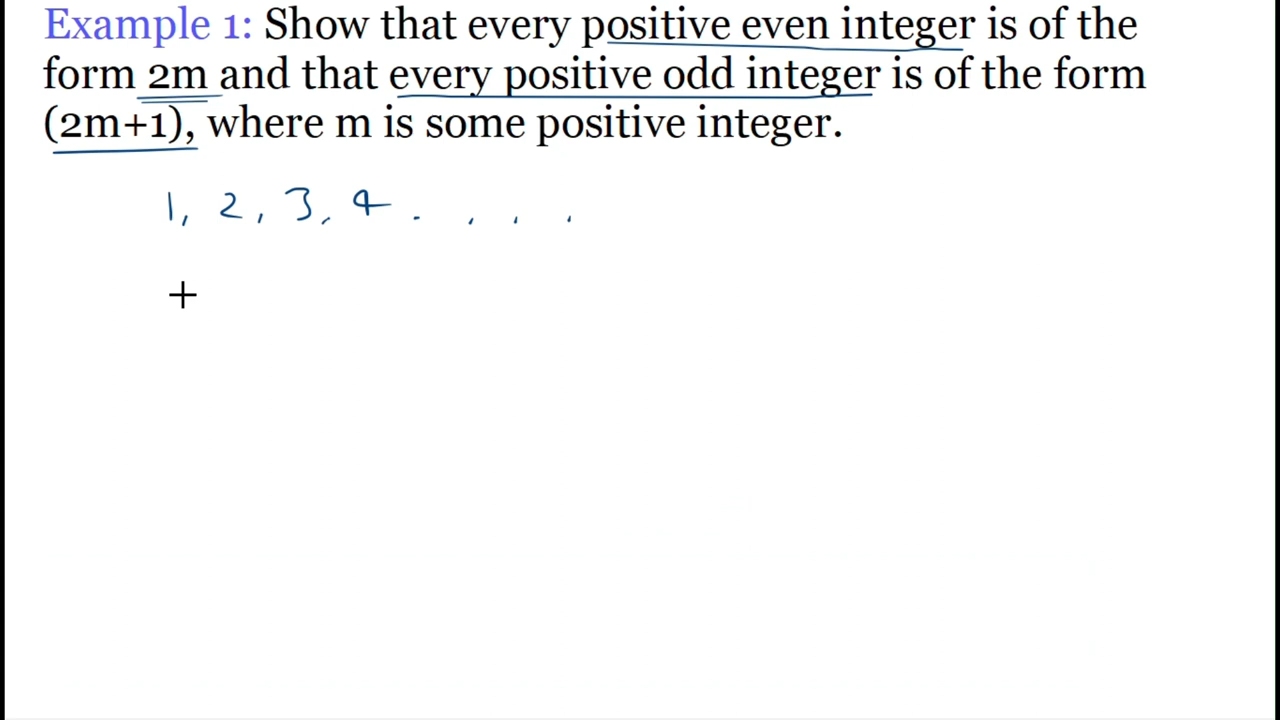 Example 1: Show that every positive even integer is of the
form 2m and that every positive odd integer is of the form
(2m+1), where m is some positive integer.
1, 2, 3, 4 . . . .